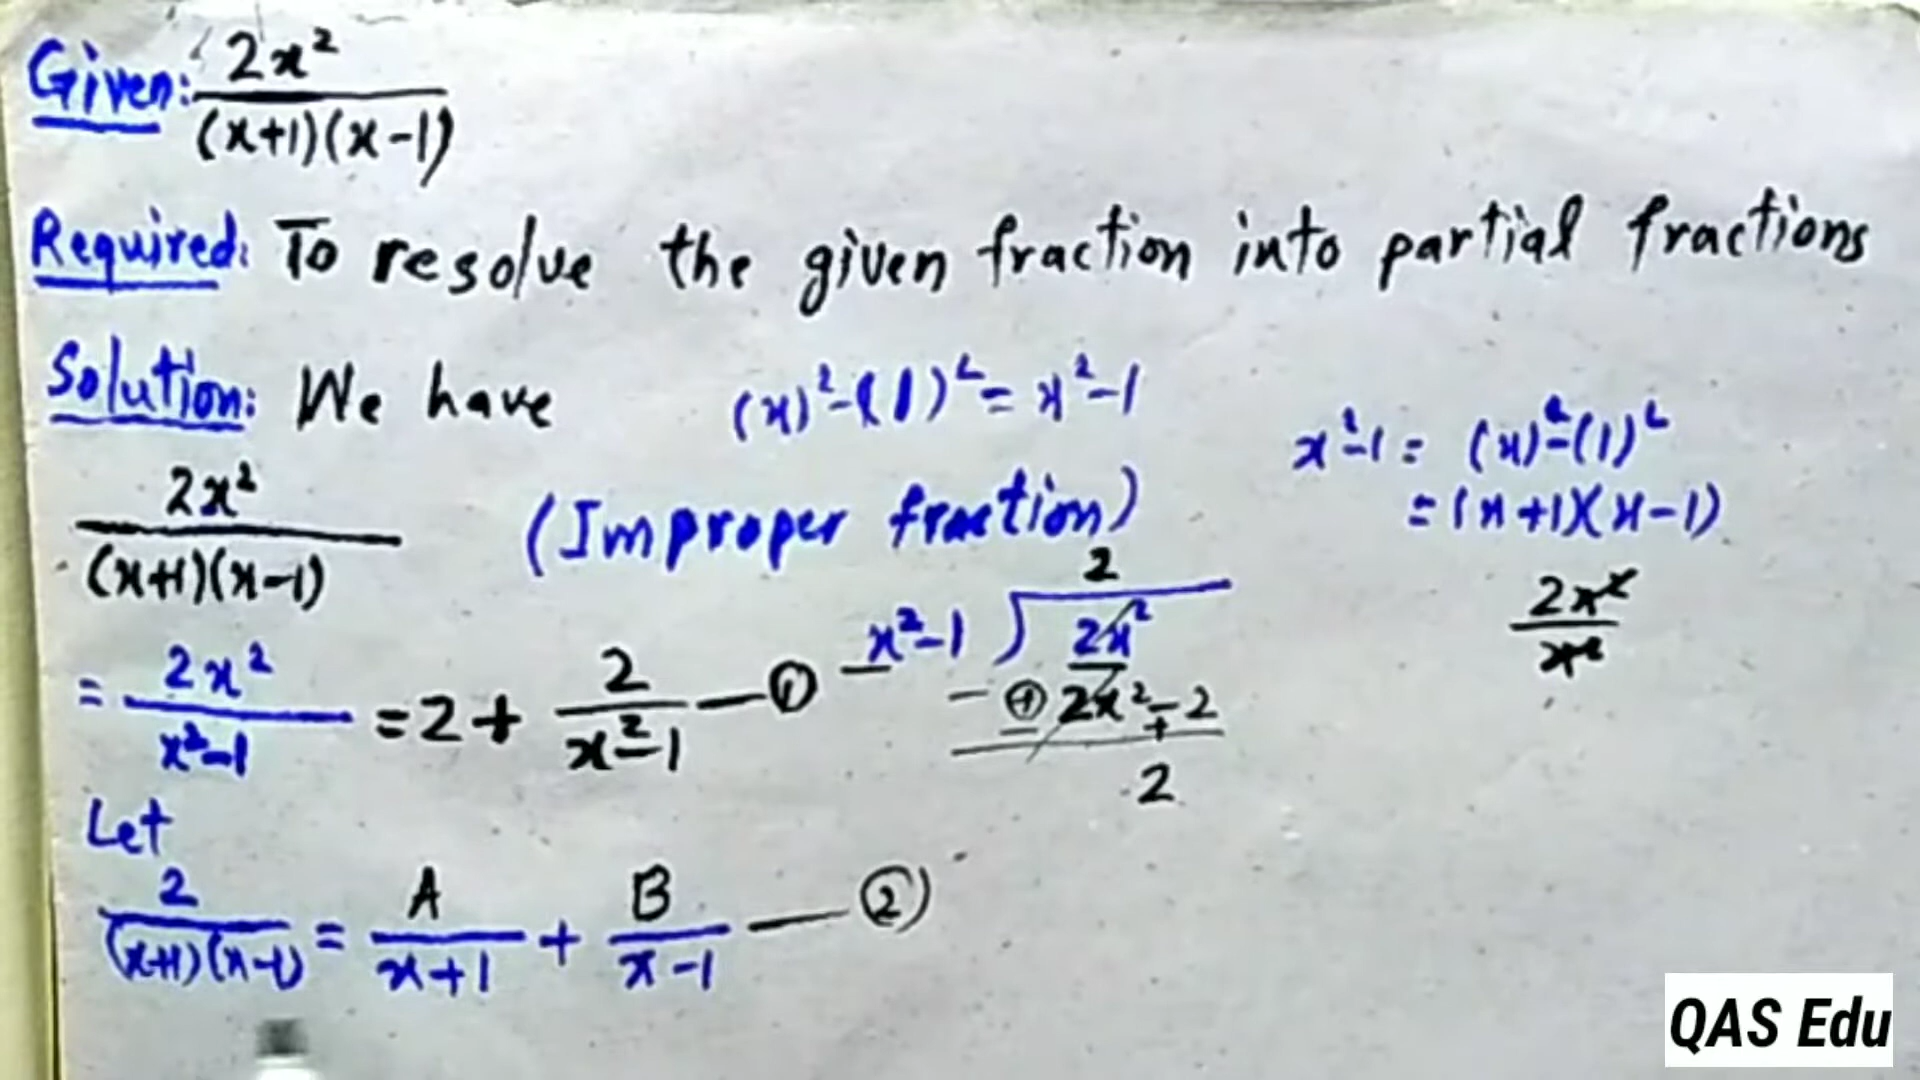 Given: 2x²
(x+1)(x-1)
Required: To resolve the given fraction into partial fractions
Solution: We have
(x)²-(1)² = x²-1
x²-1 = (x)²-(1)²
= (x+1)(x-1)
2x²
(x+1)(x-1)
(Improper fraction)
2x²
x²
= 2x²
x²-1
= 2 + 2
x²-1
— ①
2
x²-1 ) 2x²
- ⊕ 2x² - 2
- +
2
Let
2
(x+1)(x-1)
= A
x+1
+ B
x-1
— ②
QAS Edu